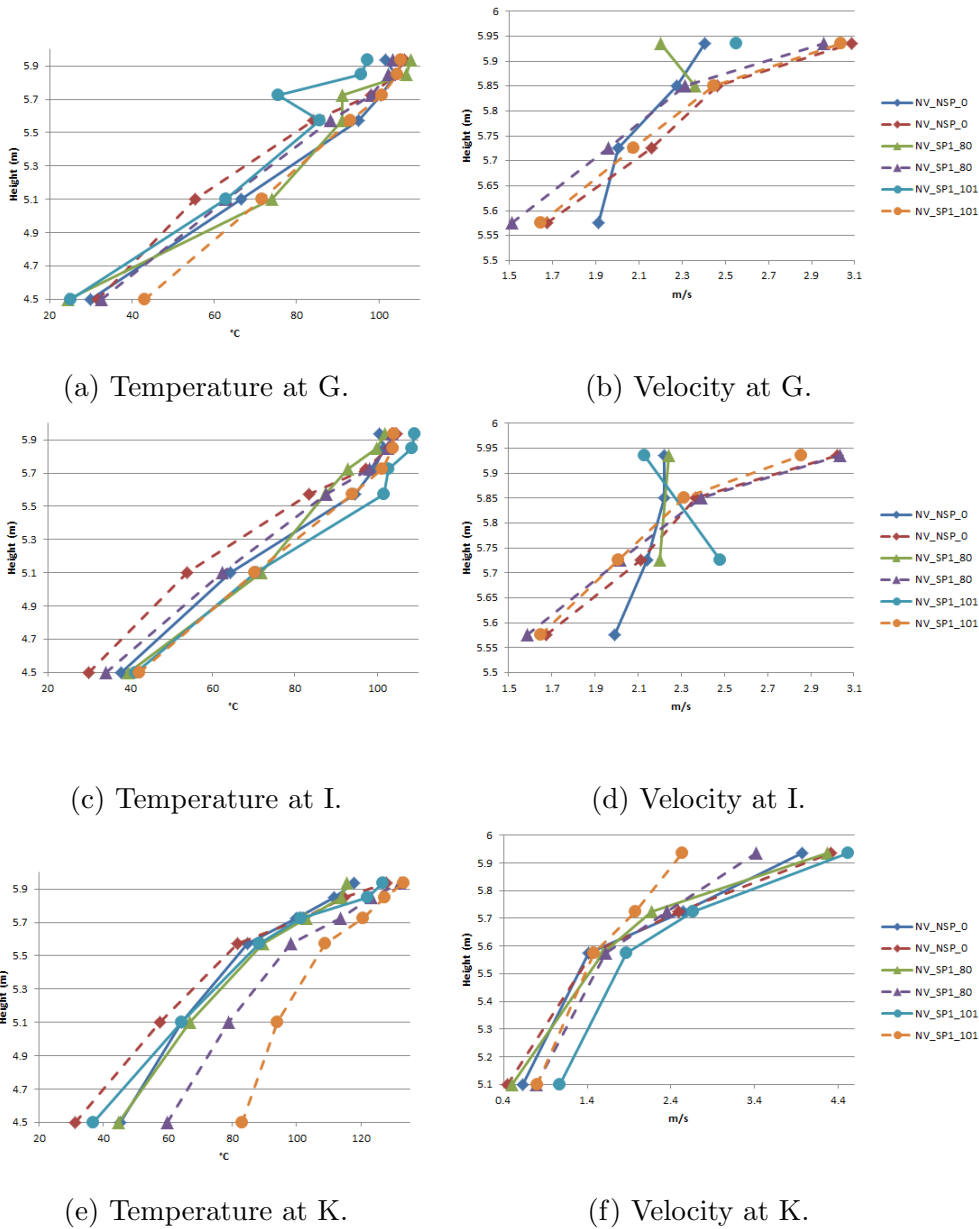 5.9
5.7
5.5
5.3
5.1
4.9
4.7
4.5
Height (m)
20 40 60 80 100
°C
(a) Temperature at G.
6
5.95
5.9
5.85
5.8
5.75
5.7
5.65
5.6
5.55
5.5
Height (m)
1.5 1.7 1.9 2.1 2.3 2.5 2.7 2.9 3.1
m/s
NV_NSP_0
NV_NSP_0
NV_SP1_80
NV_SP1_80
NV_SP1_101
NV_SP1_101
(b) Velocity at G.
5.9
5.7
5.5
5.3
5.1
4.9
4.7
4.5
Height (m)
20 40 60 80 100
°C
(c) Temperature at I.
6
5.95
5.9
5.85
5.8
5.75
5.7
5.65
5.6
5.55
5.5
Height (m)
1.5 1.7 1.9 2.1 2.3 2.5 2.7 2.9 3.1
m/s
NV_NSP_0
NV_NSP_0
NV_SP1_80
NV_SP1_80
NV_SP1_101
NV_SP1_101
(d) Velocity at I.
5.9
5.7
5.5
5.3
5.1
4.9
4.7
4.5
Height (m)
20 40 60 80 100 120
°C
(e) Temperature at K.
6
5.9
5.8
5.7
5.6
5.5
5.4
5.3
5.2
5.1
Height (m)
0.4 1.4 2.4 3.4 4.4
m/s
NV_NSP_0
NV_NSP_0
NV_SP1_80
NV_SP1_80
NV_SP1_101
NV_SP1_101
(f) Velocity at K.